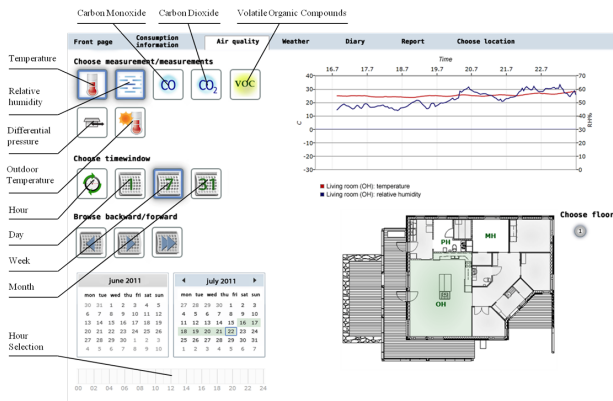 Carbon Monoxide Carbon Dioxide Volatile Organic Compounds
Front page Consumption information Air quality Weather Diary Report Choose location
Choose measurement/measurements
Temperature
Relative humidity
CO CO2 VOC
Differential pressure
Outdoor Temperature
Choose timewindow
1 7 31
Hour
Day
Week
Month
Browse backward/forward
june 2011
mon tue wed thu fri sat sun
30 31 1 2 3 4 5
6 7 8 9 10 11 12
13 14 15 16 17 18 19
20 21 22 23 24 25 26
27 28 29 30 1 2 3
4 5 6 7 8 9 10
july 2011
mon tue wed thu fri sat sun
27 28 29 30 1 2 3
4 5 6 7 8 9 10
11 12 13 14 15 16 17
18 19 20 21 22 23 24
25 26 27 28 29 30 31
1 2 3 4 5 6 7
Hour Selection
00 02 04 06 08 10 12 14 16 18 20 22 24
Time
16.7 17.7 18.7 19.7 20.7 21.7 22.7
40 30 20 10 0 -10 -20 -30
C
70 60 50 40 30 20 10 0
RH%
Living room (OH): temperature
Living room (OH): relative humidity
Choose floor
1
PH MH
OH